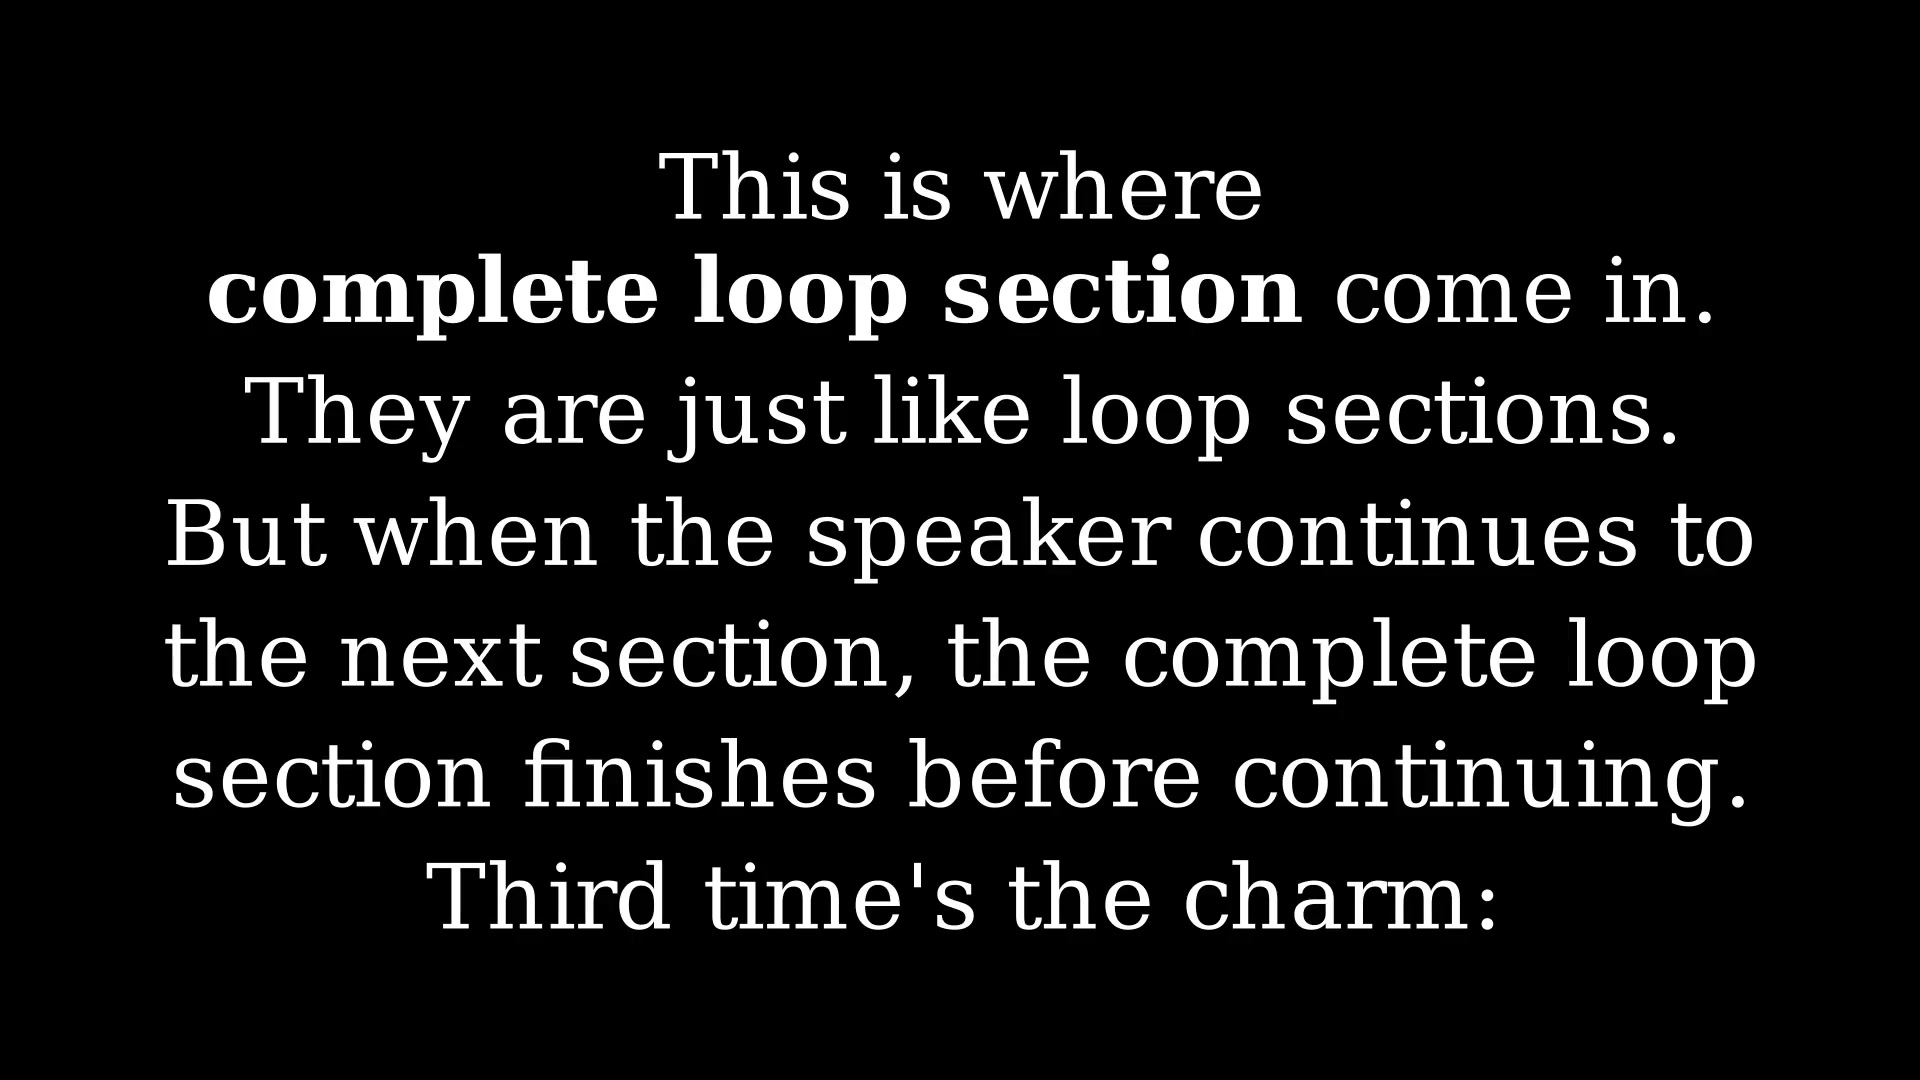 This is where
complete loop section come in.
They are just like loop sections.
But when the speaker continues to
the next section, the complete loop
section finishes before continuing.
Third time's the charm: